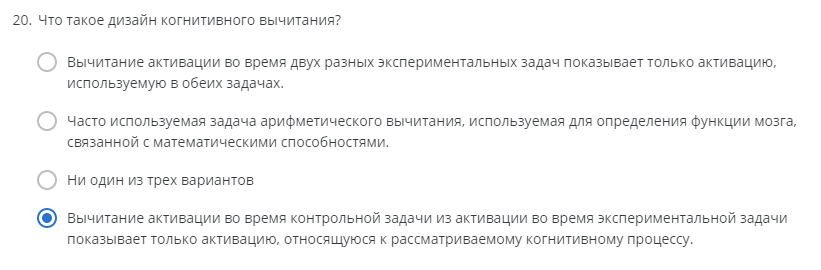 20. Что такое дизайн когнитивного вычитания?
Вычитание активации во время двух разных экспериментальных задач показывает только активацию,
используемую в обеих задачах.
Часто используемая задача арифметического вычитания, используемая для определения функции мозга,
связанной с математическими способностями.
Ни один из трех вариантов
Вычитание активации во время контрольной задачи из активации во время экспериментальной задачи
показывает только активацию, относящуюся к рассматриваемому когнитивному процессу.